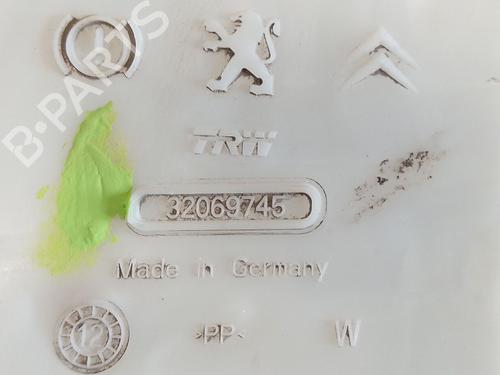 B-PARTS
TRW
32069745
Made in Germany
12 >PP< W